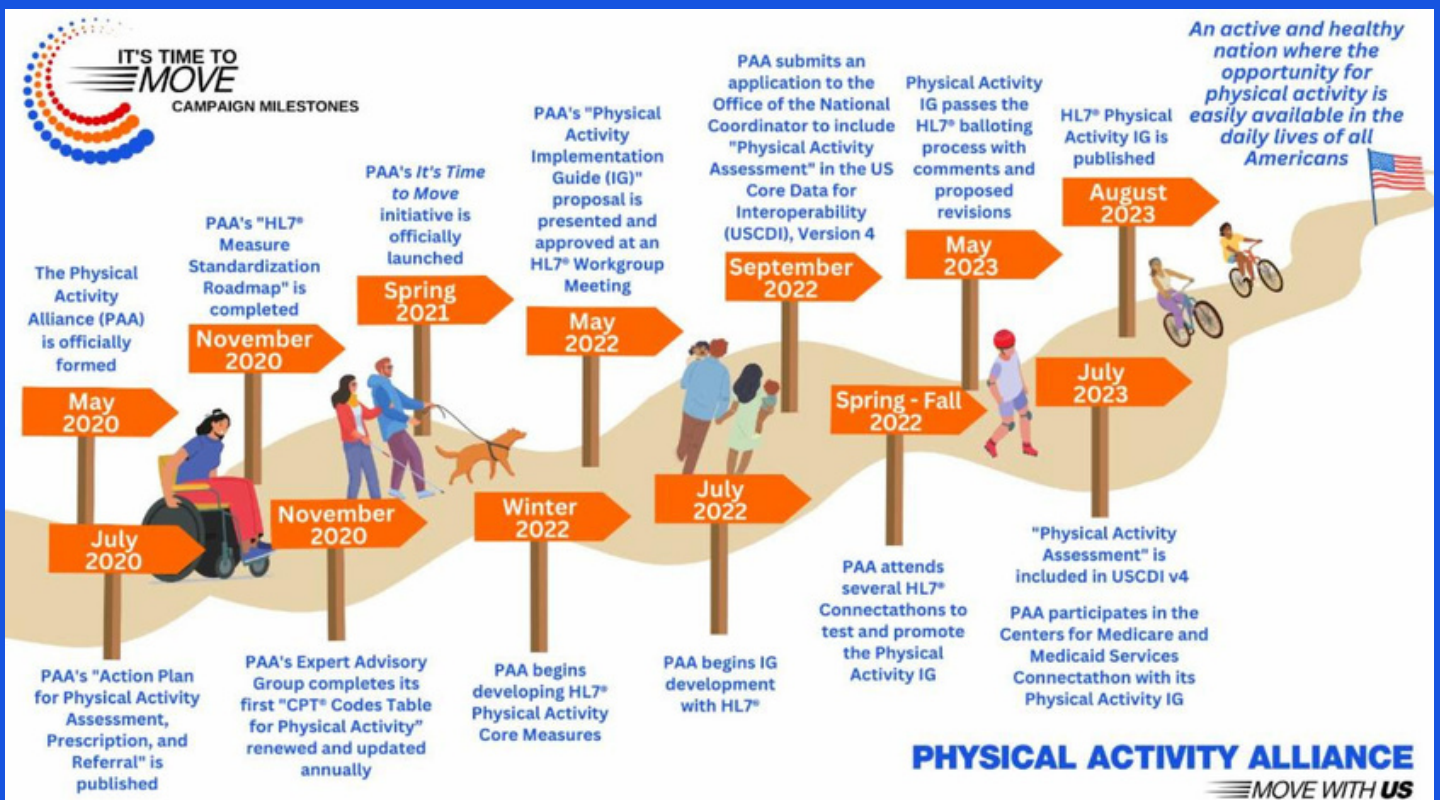 IT'S TIME TO
MOVE
CAMPAIGN MILESTONES
The Physical
Activity
Alliance (PAA)
is officially
formed
May
2020
July
2020
PAA's "Action Plan
for Physical Activity
Assessment,
Prescription, and
Referral" is
published
PAA's "HL7®
Measure
Standardization
Roadmap" is
completed
November
2020
November
2020
PAA's Expert Advisory
Group completes its
first "CPT® Codes Table
for Physical Activity”
renewed and updated
annually
PAA's It's Time
to Move
initiative is
officially
launched
Spring
2021
Winter
2022
PAA begins
developing HL7®
Physical Activity
Core Measures
PAA's "Physical
Activity
Implementation
Guide (IG)"
proposal is
presented and
approved at an
HL7® Workgroup
Meeting
May
2022
July
2022
PAA begins IG
development
with HL7®
PAA submits an
application to the
Office of the National
Coordinator to include
"Physical Activity
Assessment" in the US
Core Data for
Interoperability
(USCDI), Version 4
September
2022
Spring - Fall
2022
PAA attends
several HL7®
Connectathons to
test and promote
the Physical
Activity IG
Physical Activity
IG passes the
HL7® balloting
process with
comments and
proposed
revisions
May
2023
July
2023
"Physical Activity
Assessment" is
included in USCDI v4
PAA participates in the
Centers for Medicare and
Medicaid Services
Connectathon with its
Physical Activity IG
HL7® Physical
Activity IG is
published
August
2023
An active and healthy
nation where the
opportunity for
physical activity is
easily available in the
daily lives of all
Americans
PHYSICAL ACTIVITY ALLIANCE
MOVE WITH US